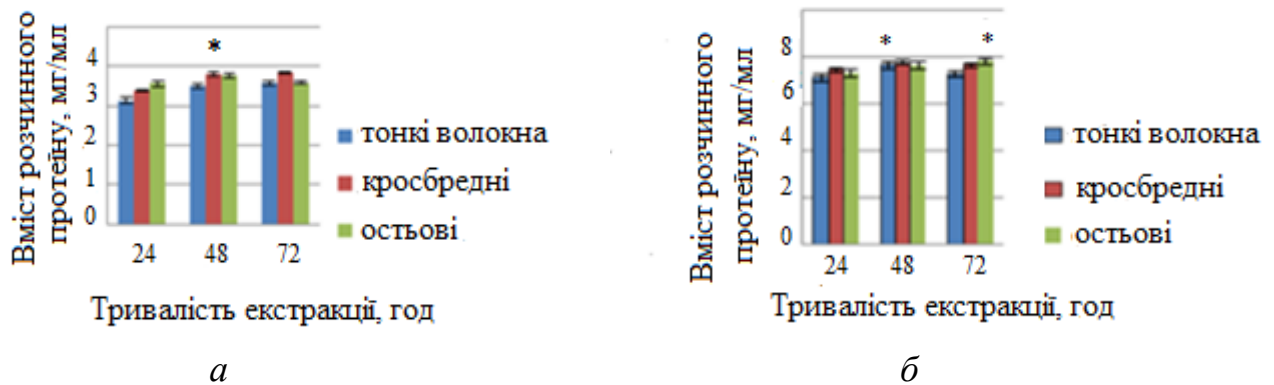 Вміст розчинного
протеїну, мг/мл
4
3
2
1
0
*
24 48 72
Тривалість екстракції, год
тонкі волокна
кросбредні
остьові
а
Вміст розчинного
протеїну, мг/мл
8
6
4
2
0
* *
24 48 72
Тривалість екстракції, год
тонкі волокна
кросбредні
остьові
б